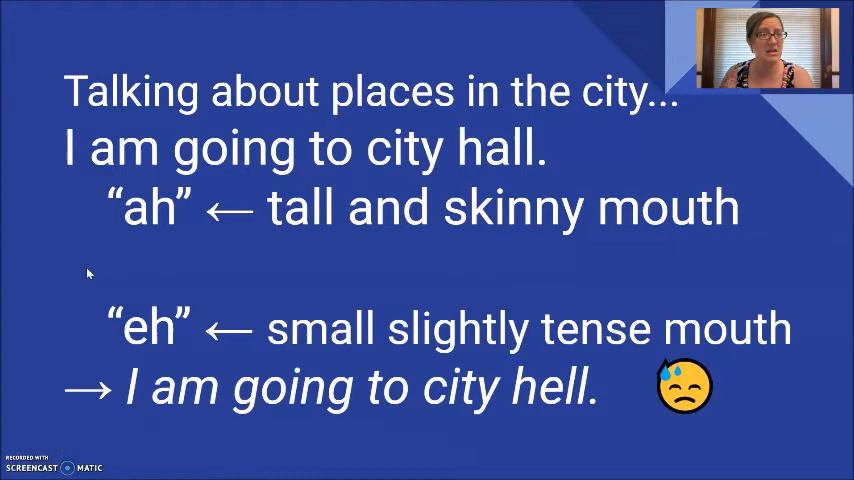 Talking about places in the city...
I am going to city hall.
“ah” ← tall and skinny mouth
“eh” ← small slightly tense mouth
→ I am going to city hell.
RECORDED WITH
SCREENCAST MATIC